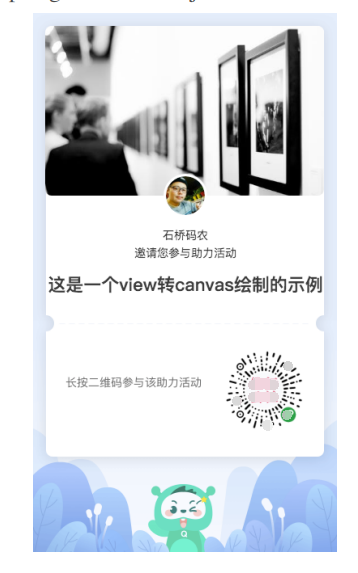 石桥码农
邀请您参与助力活动
这是一个view转canvas绘制的示例
长按二维码参与该助力活动
Q